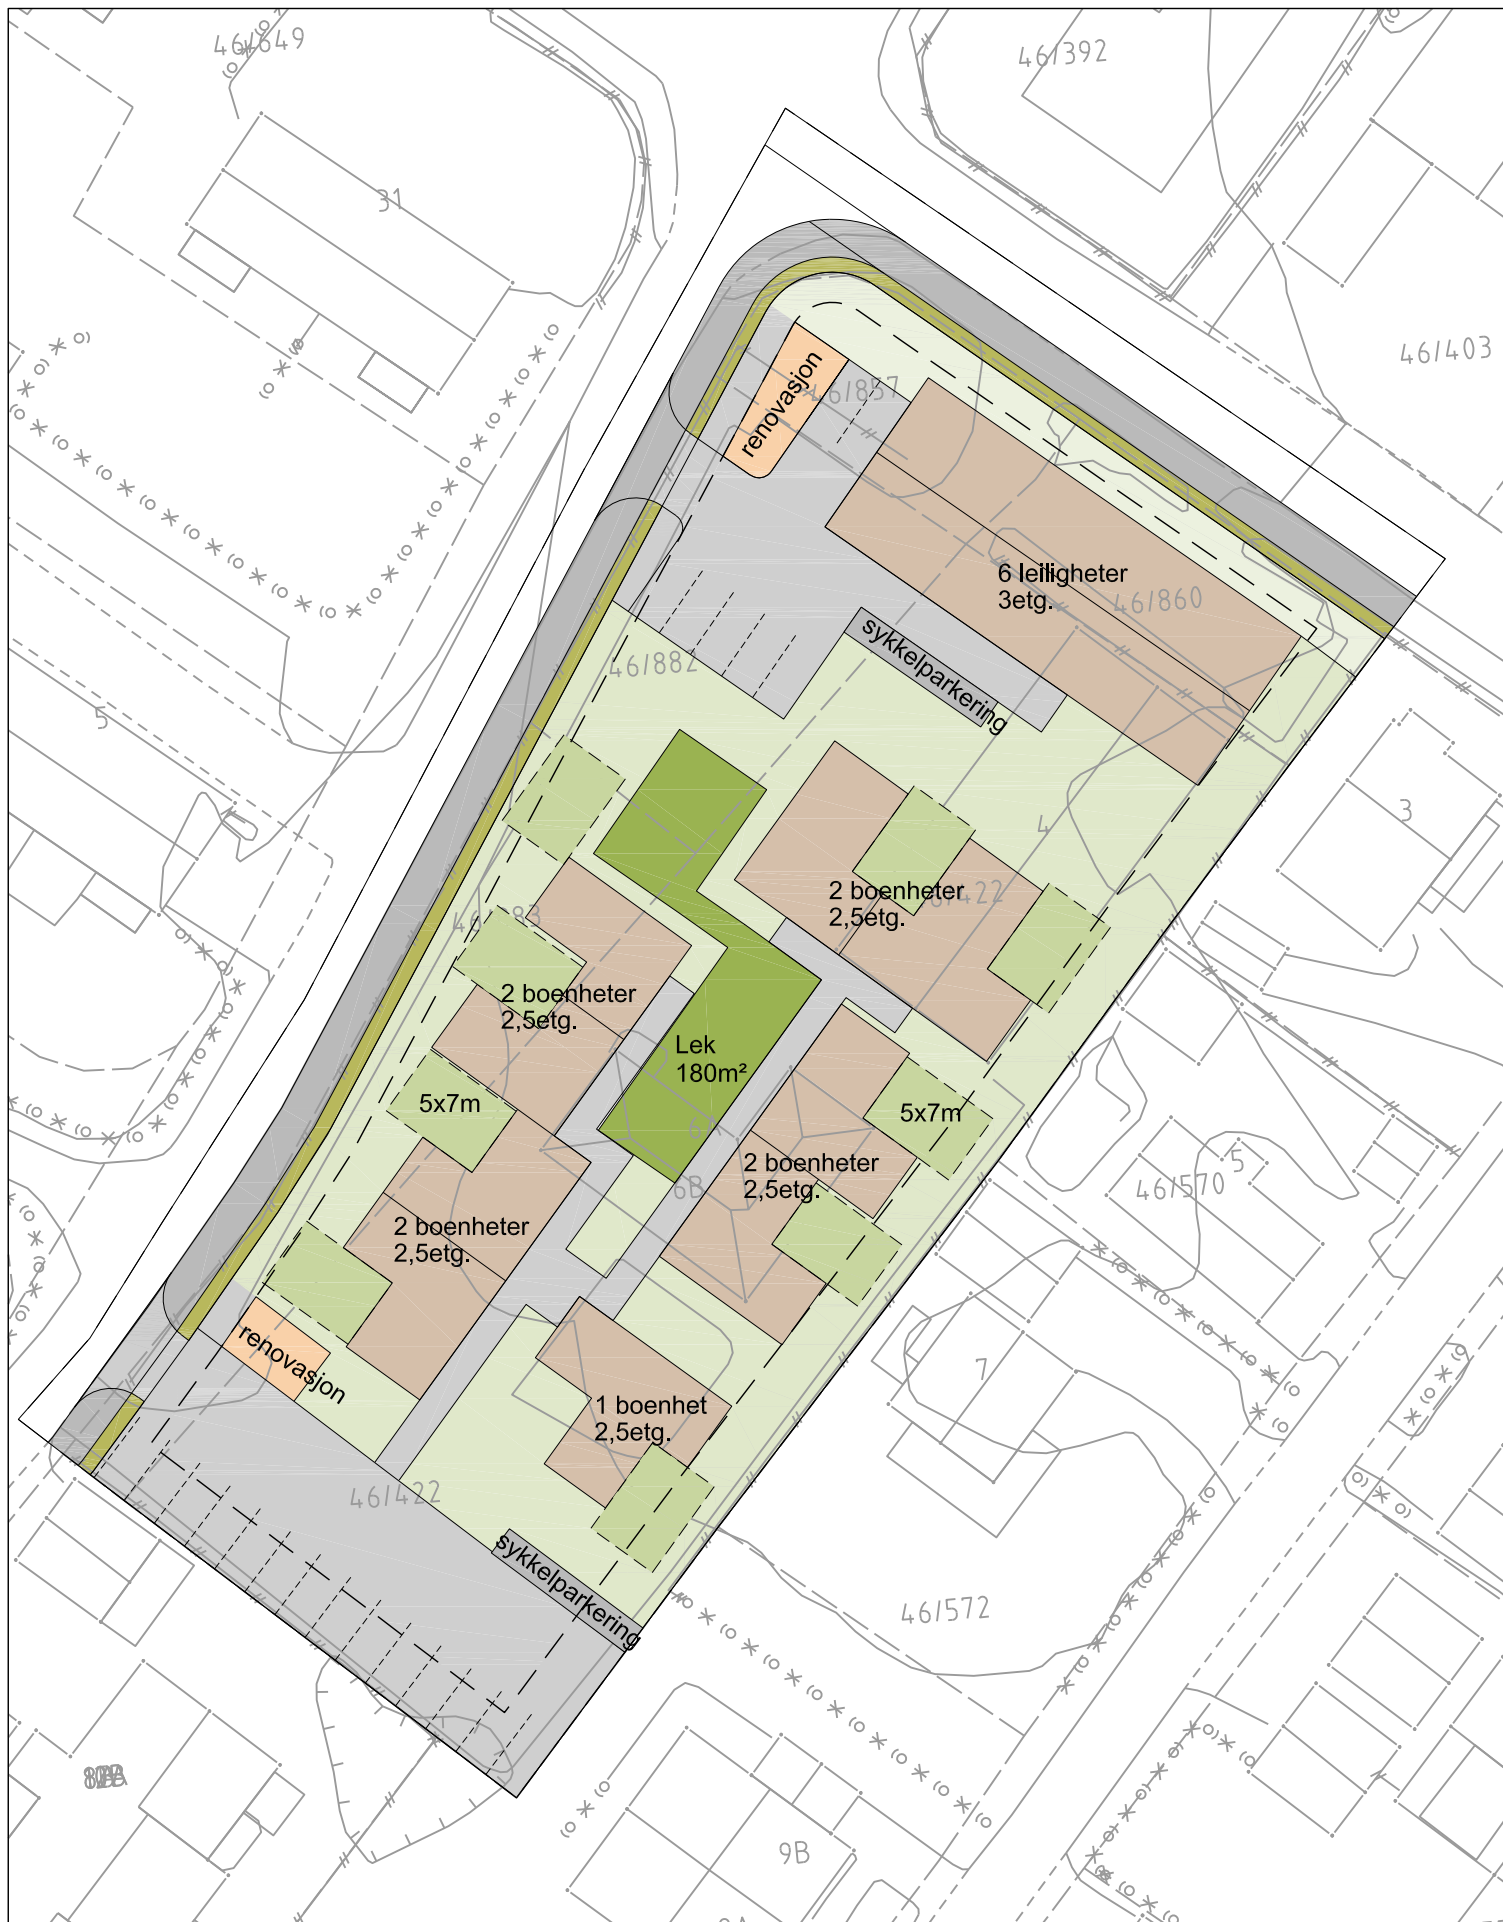 46/649
46/392
31
46/403
renovasjon
46/857
6 leiligheter
3etg.
46/860
sykkelparkering
46/882
5
3
4
2 boenheter
2,5etg.
2 boenheter
2,5etg.
Lek
180m²
5x7m
5x7m
2 boenheter
2,5etg.
6B
5
46/570
2 boenheter
2,5etg.
renovasjon
7
1 boenhet
2,5etg.
46/422
sykkelparkering
46/572
9B